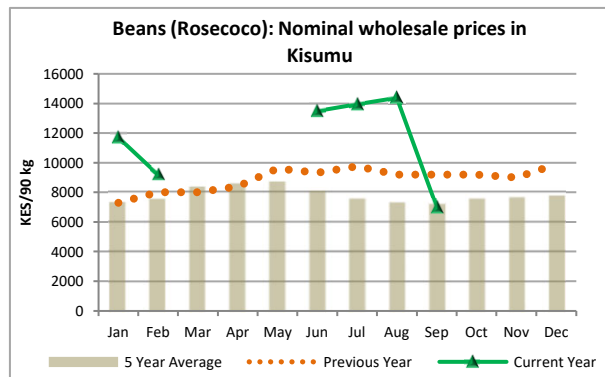 Beans (Rosecoco): Nominal wholesale prices in
Kisumu
16000
14000
12000
10000
8000
6000
4000
2000
0
KES/90 kg
Jan Feb Mar Apr May Jun Jul Aug Sep Oct Nov Dec
5 Year Average Previous Year Current Year